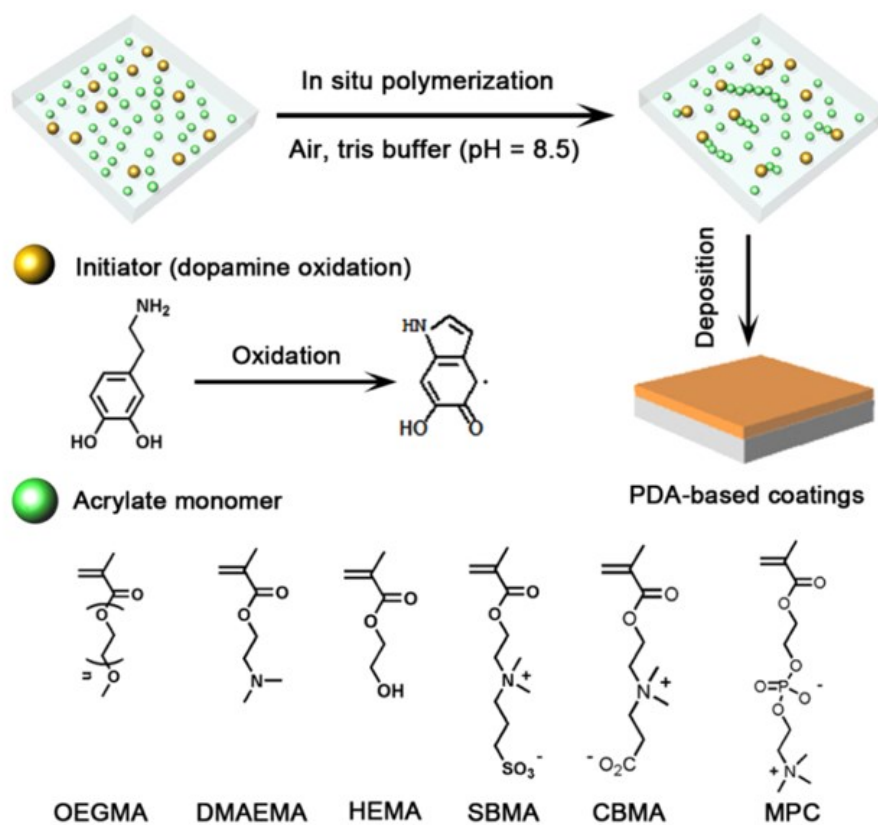 In situ polymerization
Air, tris buffer (pH = 8.5)
Deposition
Initiator (dopamine oxidation)
NH₂
HO
OH
Oxidation
HN
HO
O
PDA-based coatings
Acrylate monomer
O
O
n
O
O
O
N
O
O
OH
O
O
N
+
SO₃⁻
O
O
N
+
⁻O₂C
O
O
O
O=P-O⁻
O
N
+
OEGMA DMAEMA HEMA SBMA CBMA MPC